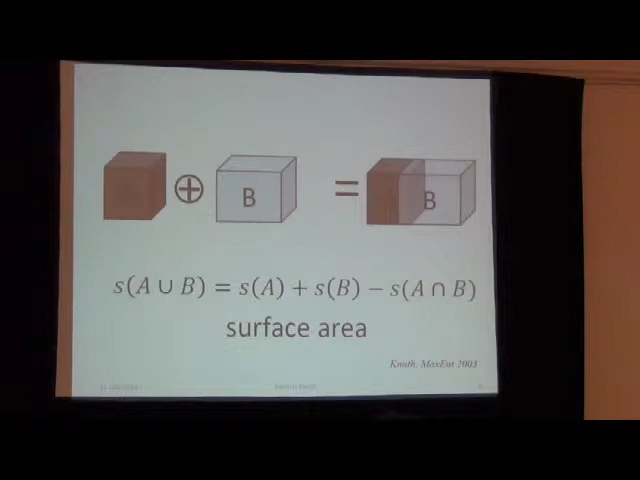 ⊕ B = B
s(A ∪ B) = s(A) + s(B) − s(A ∩ B)
surface area
Knuth, MaxEnt 2003